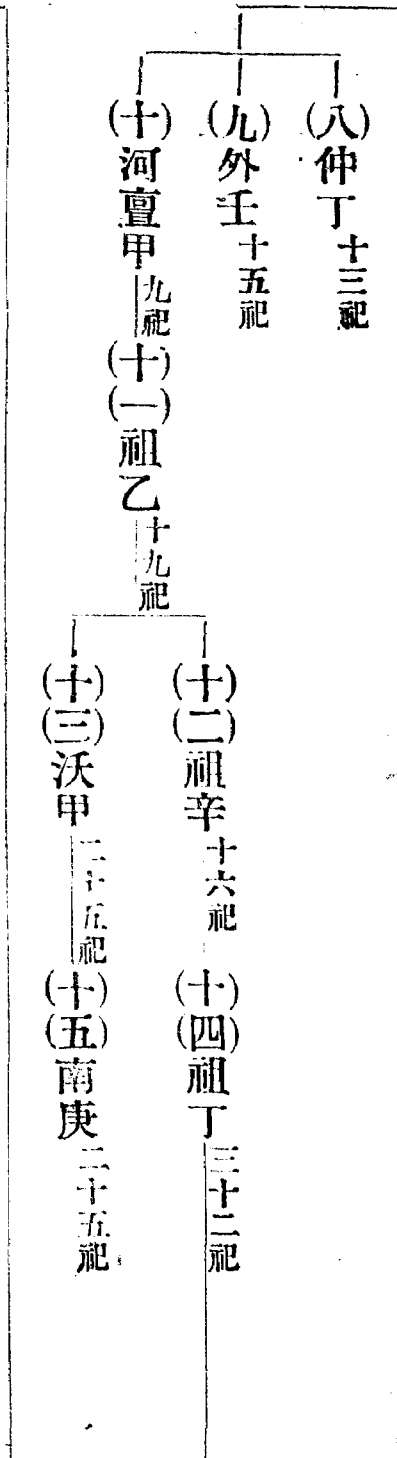 (八)仲丁 十三祀
(九)外壬 十五祀
(十)河亶甲 九祀 (十)(一)祖乙 十九祀
(十)(二)祖辛 十六祀 (十)(四)祖丁 三十二祀
(十)(三)沃甲 二十五祀 (十)(五)南庚 二十五祀